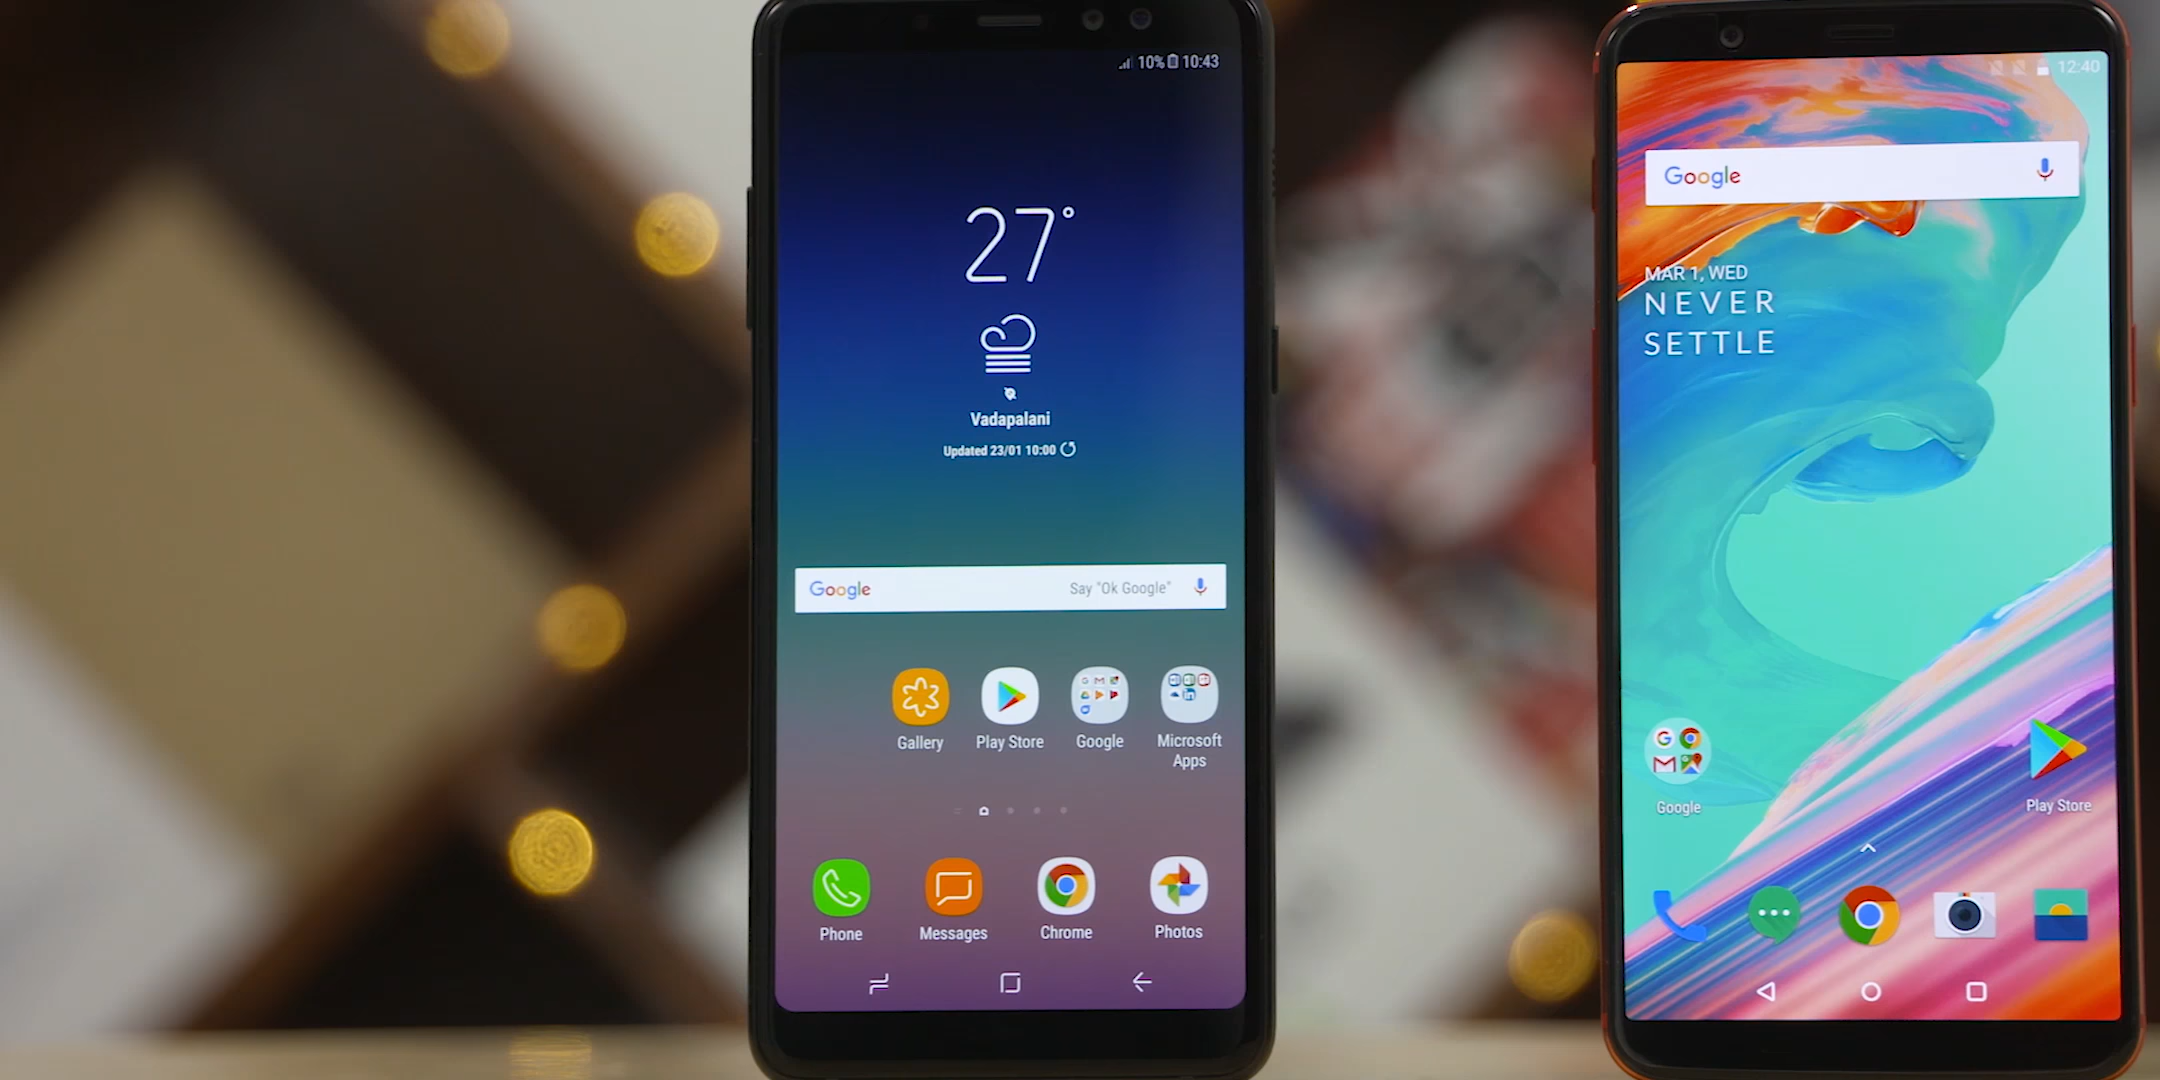 10% 10:43
27°
Vadapalani
Updated 23/01 10:00
Google Say "Ok Google"
Gallery Play Store Google Microsoft
Apps
Phone Messages Chrome Photos
12:40
Google
MAR 1, WED
NEVER
SETTLE
Google Play Store